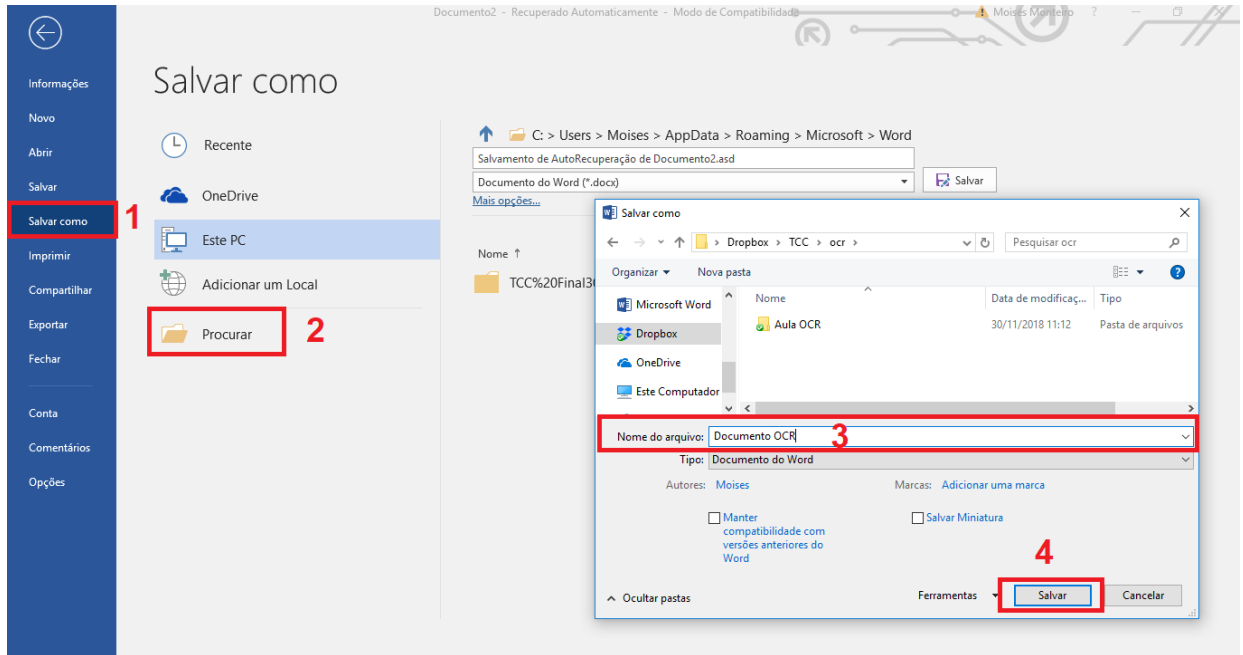 Documento2 - Recuperado Automaticamente - Modo de Compatibilidade
Moisés Monteiro ?
Informações
Novo
Abrir
Salvar
Salvar como
1
Imprimir
Compartilhar
Exportar
Fechar
Conta
Comentários
Opções
Salvar como
Recente
OneDrive
Este PC
Adicionar um Local
Procurar
2
C: > Users > Moises > AppData > Roaming > Microsoft > Word
Salvamento de AutoRecuperação de Documento2.asd
Documento do Word (*.docx)
Salvar
Mais opções...
Nome ↑
Salvar como
Dropbox > TCC > ocr >
Pesquisar ocr
Organizar
Nova pasta
Microsoft Word
Dropbox
OneDrive
Este Computador
Nome
Data de modificaç...
Tipo
Aula OCR
30/11/2018 11:12
Pasta de arquivos
Nome do arquivo: Documento OCR
3
Tipo: Documento do Word
Autores: Moises
Marcas: Adicionar uma marca
Manter
compatibilidade com
versões anteriores do
Word
Salvar Miniatura
4
Ocultar pastas
Ferramentas
Salvar
Cancelar